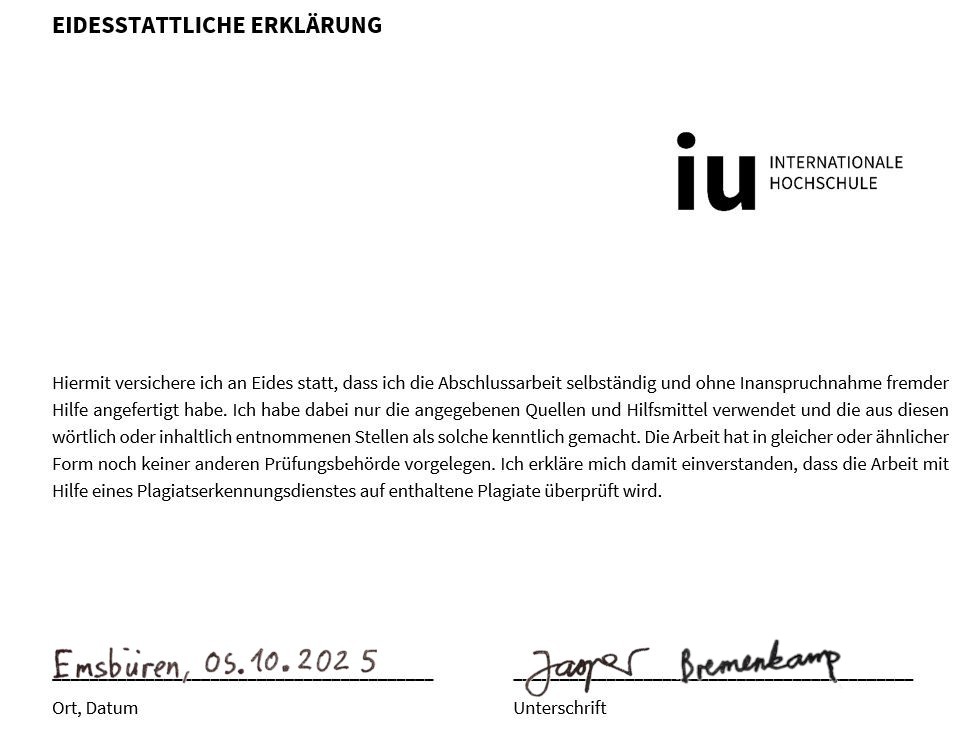 EIDESSTATTLICHE ERKLÄRUNG
iu INTERNATIONALE
HOCHSCHULE
Hiermit versichere ich an Eides statt, dass ich die Abschlussarbeit selbständig und ohne Inanspruchnahme fremder
Hilfe angefertigt habe. Ich habe dabei nur die angegebenen Quellen und Hilfsmittel verwendet und die aus diesen
wörtlich oder inhaltlich entnommenen Stellen als solche kenntlich gemacht. Die Arbeit hat in gleicher oder ähnlicher
Form noch keiner anderen Prüfungsbehörde vorgelegen. Ich erkläre mich damit einverstanden, dass die Arbeit mit
Hilfe eines Plagiatserkennungsdienstes auf enthaltene Plagiate überprüft wird.
Emsbüren, 05.10.2025 Jasper Bremenkamp
Ort, Datum Unterschrift